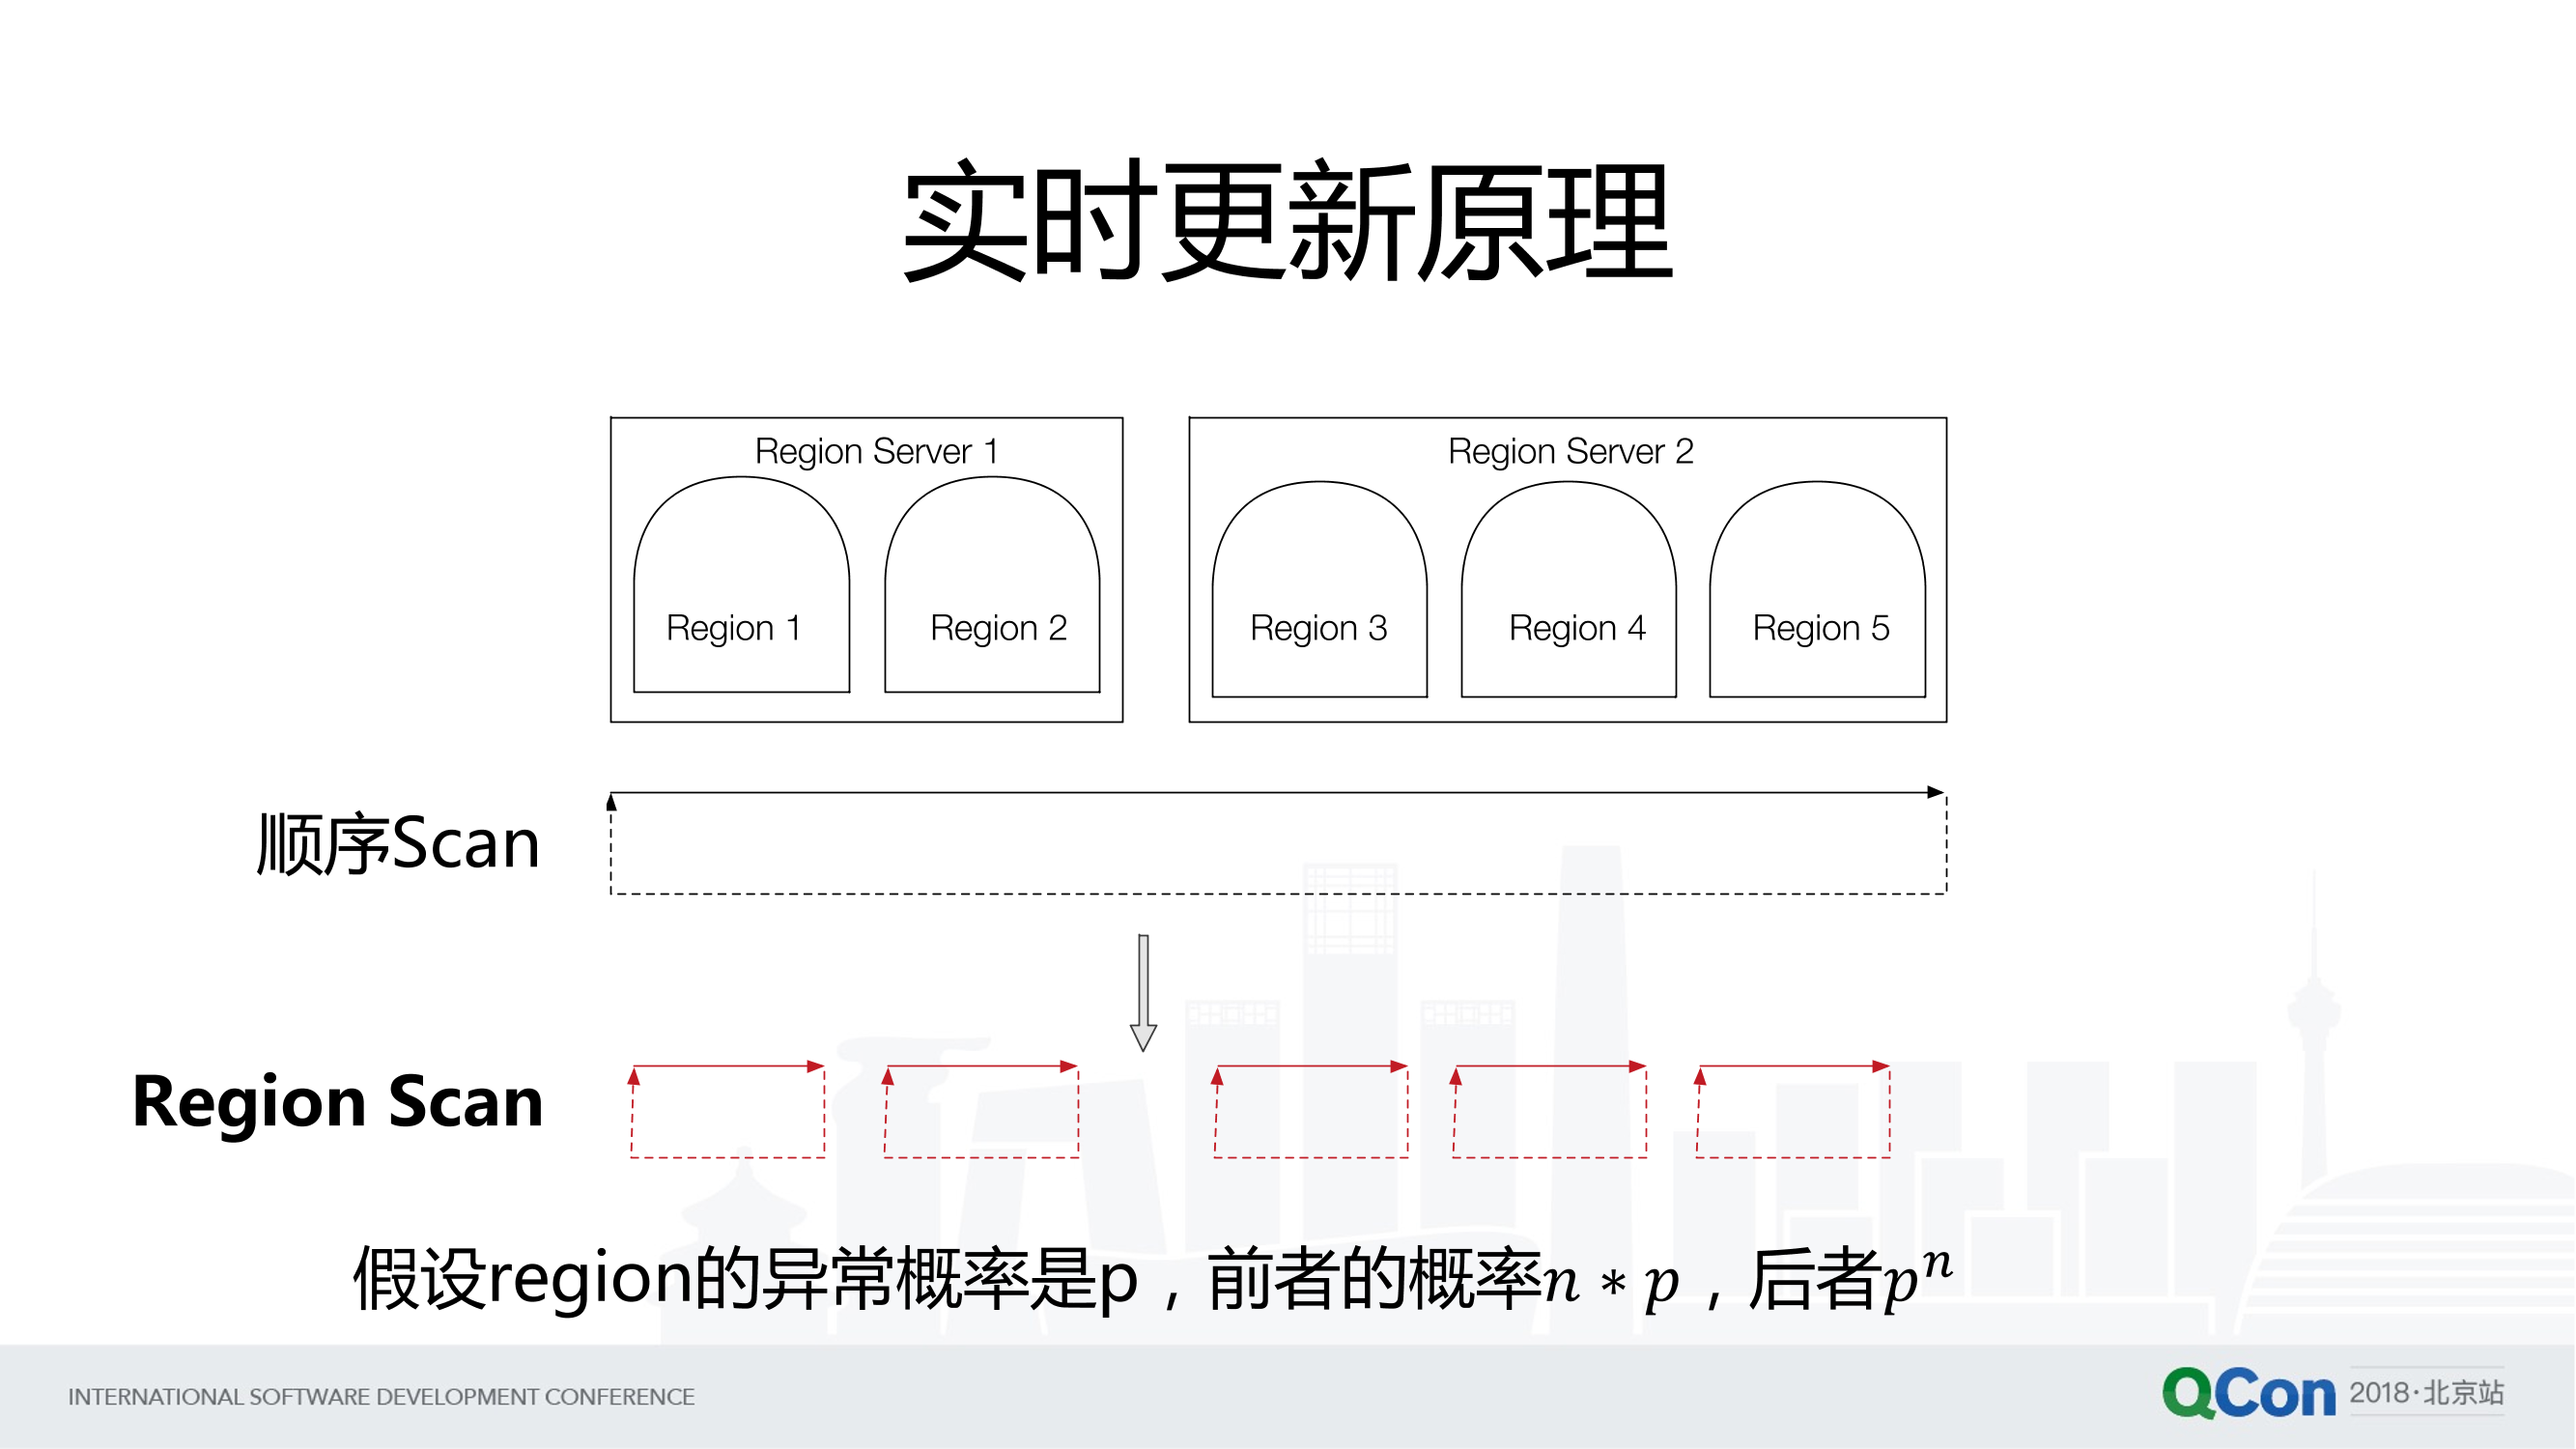 实时更新原理
Region Server 1
Region Server 2
Region 1
Region 2
Region 3
Region 4
Region 5
顺序Scan
Region Scan
假设region的异常概率是p，前者的概率n * p，后者pⁿ
INTERNATIONAL SOFTWARE DEVELOPMENT CONFERENCE
QCon 2018·北京站